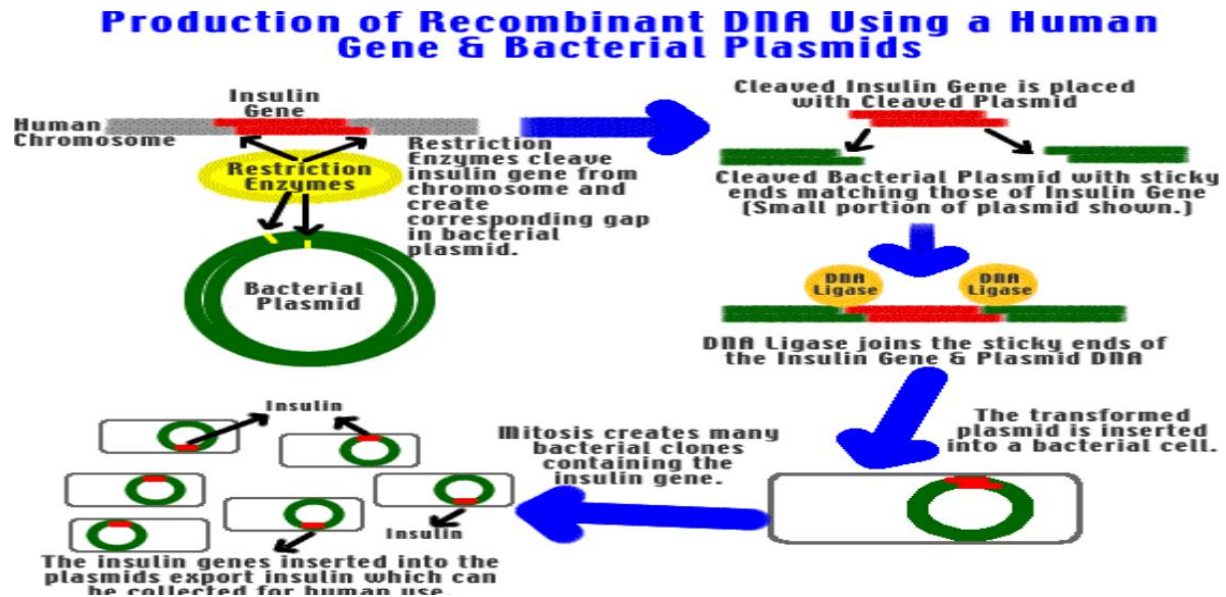 Production of Recombinant DNA Using a Human
Gene & Bacterial Plasmids
Insulin
Gene
Human
Chromosome
Restriction
Enzymes
Restriction
Enzymes cleave
insulin gene from
chromosome and
create
corresponding gap
in bacterial
plasmid.
Bacterial
Plasmid
Cleaved Insulin Gene is placed
with Cleaved Plasmid
Cleaved Bacterial Plasmid with sticky
ends matching those of Insulin Gene
(Small portion of plasmid shown.)
DNA
Ligase
DNA
Ligase
DNA Ligase joins the sticky ends of
the Insulin Gene & Plasmid DNA
The transformed
plasmid is inserted
into a bacterial cell.
Mitosis creates many
bacterial clones
containing the
insulin gene.
Insulin
Insulin
The insulin genes inserted into the
plasmids export insulin which can
be collected for human use.